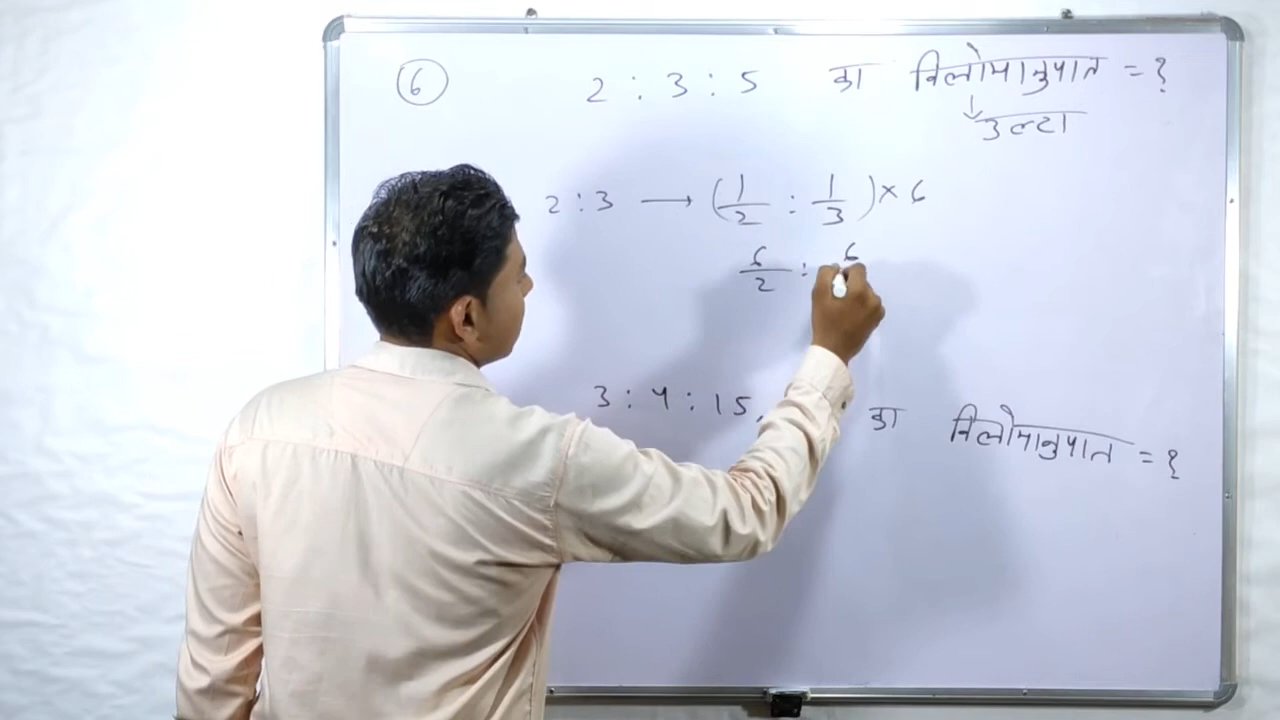 6 2 : 3 : 5 का विलोमानुपात = ?
↓
उल्टा
2 : 3 → (1/2 : 1/3) × 6
6/2 : 6
3 : 4 : 15, का विलोमानुपात = ?